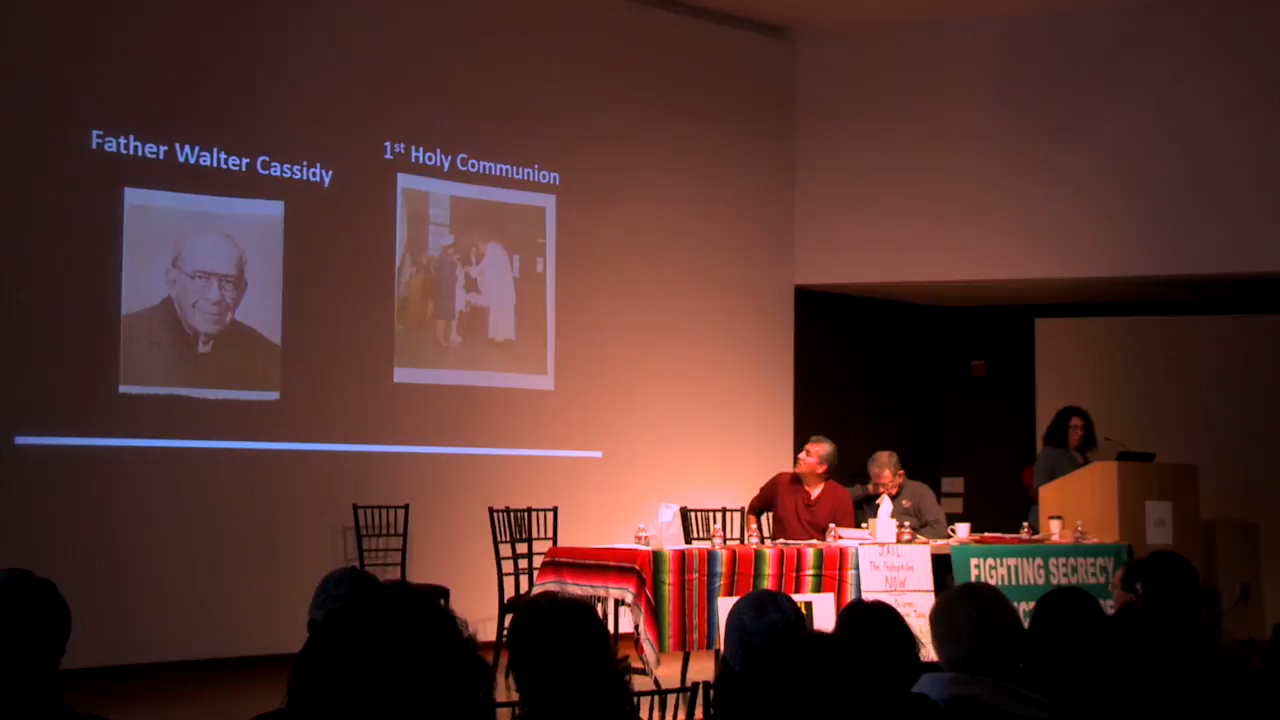 Father Walter Cassidy
1st Holy Communion
JAIL
The Pedophiles
NOW
FIGHTING SECRECY